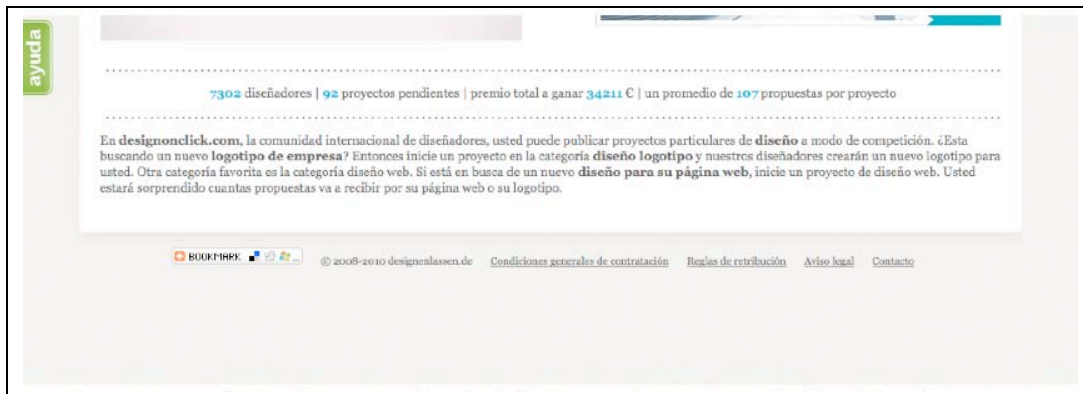 ayuda
7302 diseñadores | 92 proyectos pendientes | premio total a ganar 34211 € | un promedio de 107 propuestas por proyecto
En designonclick.com, la comunidad internacional de diseñadores, usted puede publicar proyectos particulares de diseño a modo de competición. ¿Esta
buscando un nuevo logotipo de empresa? Entonces inicie un proyecto en la categoría diseño logotipo y nuestros diseñadores crearán un nuevo logotipo para
usted. Otra categoría favorita es la categoría diseño web. Si está en busca de un nuevo diseño para su página web, inicie un proyecto de diseño web. Usted
estará sorprendido cuantas propuestas va a recibir por su página web o su logotipo.
BOOKMARK ... © 2008-2010 designenlassen.de Condiciones generales de contratación Reglas de retribución Aviso legal Contacto